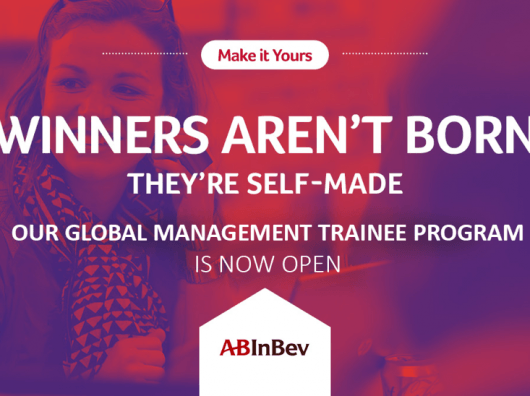 Make it Yours
WINNERS AREN'T BORN
THEY'RE SELF-MADE
OUR GLOBAL MANAGEMENT TRAINEE PROGRAM
IS NOW OPEN
ABInBev